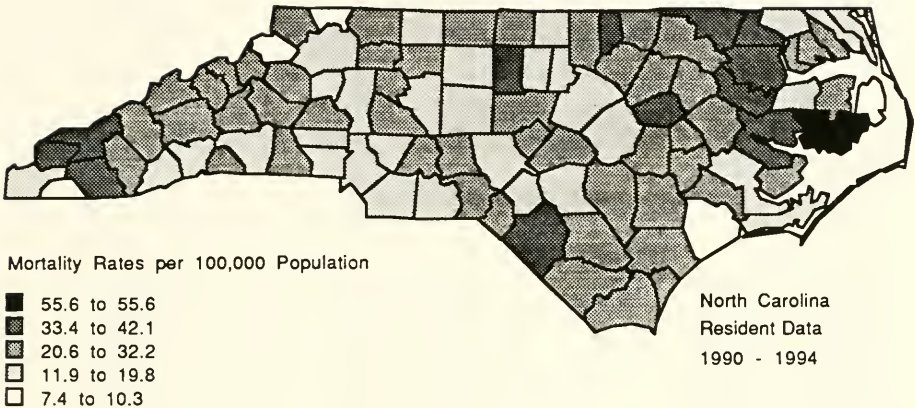 Mortality Rates per 100,000 Population
55.6 to 55.6
33.4 to 42.1
20.6 to 32.2
11.9 to 19.8
7.4 to 10.3
North Carolina
Resident Data
1990 - 1994